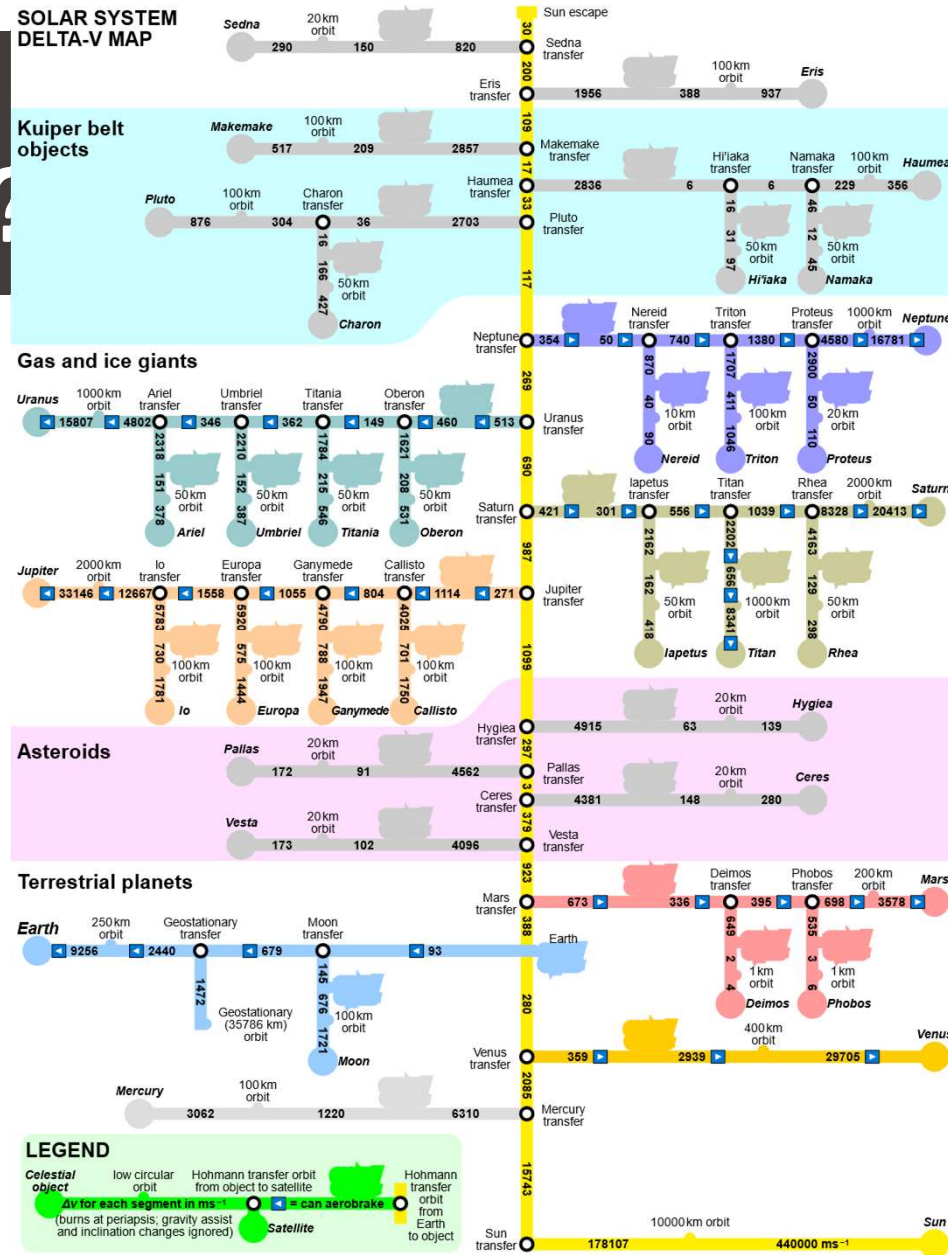 SOLAR SYSTEM
DELTA-V MAP
Sun escape
30
Sedna
20 km
orbit
290 150 820
Sedna
transfer
200
Eris
transfer
1956 388 937
100 km
orbit
Eris
109
Kuiper belt
objects
Makemake
100 km
orbit
517 209 2857
Makemake
transfer
17
Haumea
transfer
2836 6 6 229 356
Hi'iaka
transfer
Namaka
transfer
100 km
orbit
Haumea
16
31
97
50 km
orbit
Hi'iaka
46
12
45
50 km
orbit
Namaka
33
Pluto
100 km
orbit
Charon
transfer
876 304 36 2703
Pluto
transfer
16
166
427
50 km
orbit
Charon
117
Neptune
transfer
354 50 740 1380 4580 16781
Nereid
transfer
Triton
transfer
Proteus
transfer
1000 km
orbit
Neptune
870
40
90
10 km
orbit
Nereid
1707
411
1046
100 km
orbit
Triton
2900
50
110
20 km
orbit
Proteus
269
Gas and ice giants
Uranus
1000 km
orbit
Ariel
transfer
Umbriel
transfer
Titania
transfer
Oberon
transfer
15807 4802 346 362 149 460 513
Uranus
transfer
2318
151
378
50 km
orbit
Ariel
2210
152
387
50 km
orbit
Umbriel
1784
215
546
50 km
orbit
Titania
1621
208
531
50 km
orbit
Oberon
690
Saturn
transfer
421 301 556 1039 8328 20413
Iapetus
transfer
Titan
transfer
Rhea
transfer
2000 km
orbit
Saturn
2162
162
418
50 km
orbit
Iapetus
2202
656
8341
1000 km
orbit
Titan
4163
129
298
50 km
orbit
Rhea
987
Jupiter
2000 km
orbit
Io
transfer
Europa
transfer
Ganymede
transfer
Callisto
transfer
33146 12667 1558 1055 804 1114 271
Jupiter
transfer
5783
730
1781
100 km
orbit
Io
5920
575
1444
100 km
orbit
Europa
4790
788
1947
100 km
orbit
Ganymede
4025
701
1750
100 km
orbit
Callisto
1099
Asteroids
Hygiea
transfer
4915 63 139
20 km
orbit
Hygiea
297
Pallas
20 km
orbit
172 91 4562
Pallas
transfer
3
Ceres
transfer
4381 148 280
20 km
orbit
Ceres
379
Vesta
20 km
orbit
173 102 4096
Vesta
transfer
923
Terrestrial planets
Mars
transfer
673 336 395 698 3578
Deimos
transfer
Phobos
transfer
200 km
orbit
Mars
649
2
4
1 km
orbit
Deimos
535
3
6
1 km
orbit
Phobos
388
Earth
250 km
orbit
Geostationary
transfer
Moon
transfer
9256 2440 679 93
Earth
1472
Geostationary
(35786 km)
orbit
145
676
1721
100 km
orbit
Moon
280
Venus
transfer
359 2939 29705
400 km
orbit
Venus
2085
Mercury
100 km
orbit
3062 1220 6310
Mercury
transfer
15743
Sun
transfer
178107 440000 ms⁻¹
10000 km orbit
Sun
LEGEND
Celestial
object
low circular
orbit
Hohmann transfer orbit
from object to satellite
Hohmann
transfer
orbit
from
Earth
to object
Δv for each segment in ms⁻¹
= can aerobrake
(burns at periapsis; gravity assist
and inclination changes ignored)
Satellite